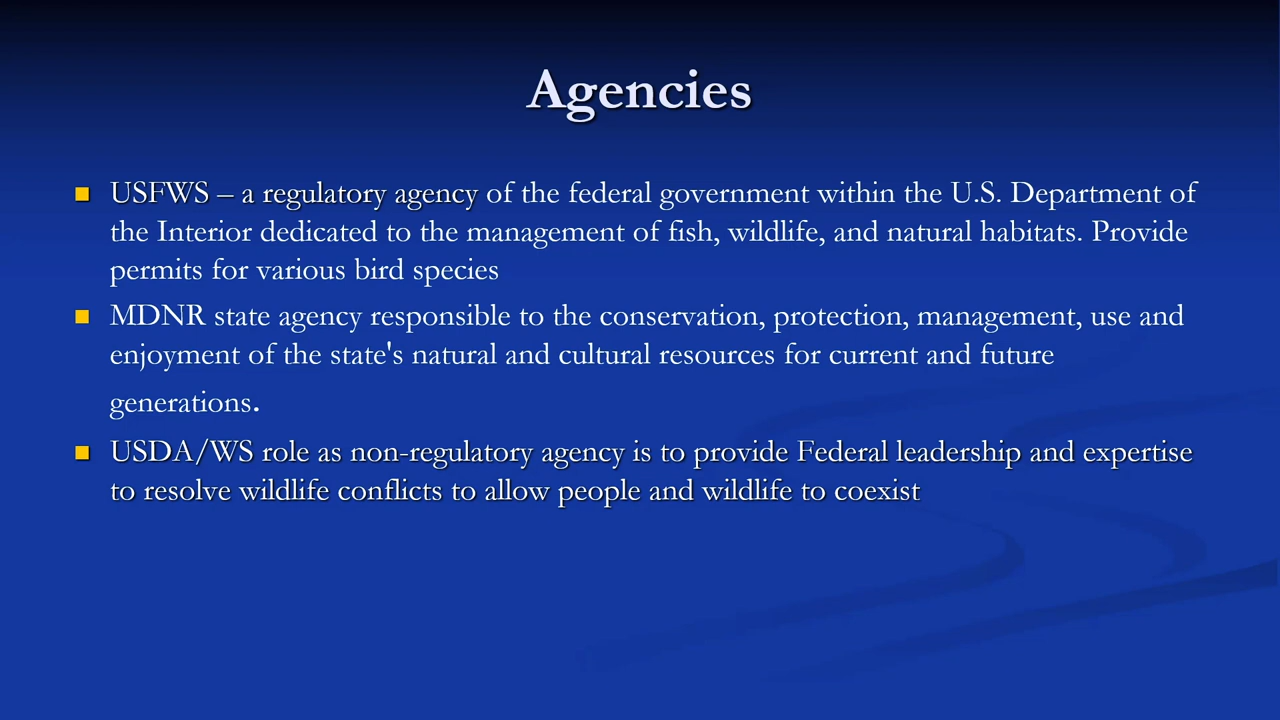 Agencies
USFWS – a regulatory agency of the federal government within the U.S. Department of
the Interior dedicated to the management of fish, wildlife, and natural habitats. Provide
permits for various bird species
MDNR state agency responsible to the conservation, protection, management, use and
enjoyment of the state's natural and cultural resources for current and future
generations.
USDA/WS role as non-regulatory agency is to provide Federal leadership and expertise
to resolve wildlife conflicts to allow people and wildlife to coexist